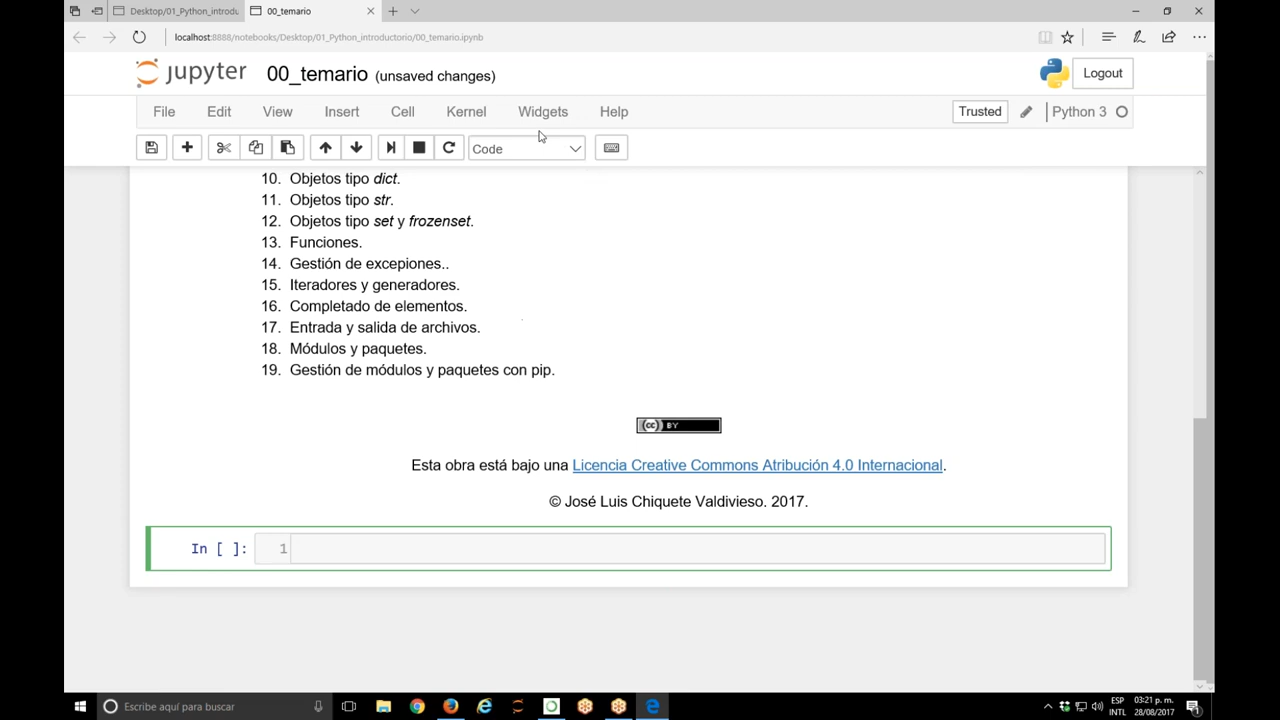 Desktop/01_Python_introdu
00_temario
localhost:8888/notebooks/Desktop/01_Python_introductorio/00_temario.ipynb
jupyter 00_temario (unsaved changes)
Logout
File Edit View Insert Cell Kernel Widgets Help
Trusted
Python 3
Code
10. Objetos tipo dict.
11. Objetos tipo str.
12. Objetos tipo set y frozenset.
13. Funciones.
14. Gestión de excepiones..
15. Iteradores y generadores.
16. Completado de elementos.
17. Entrada y salida de archivos.
18. Módulos y paquetes.
19. Gestión de módulos y paquetes con pip.
(cc) BY
Esta obra está bajo una Licencia Creative Commons Atribución 4.0 Internacional.
© José Luis Chiquete Valdivieso. 2017.
In [ ]: 1
Escribe aquí para buscar
ESP 03:21 p. m.
INTL 28/08/2017
1